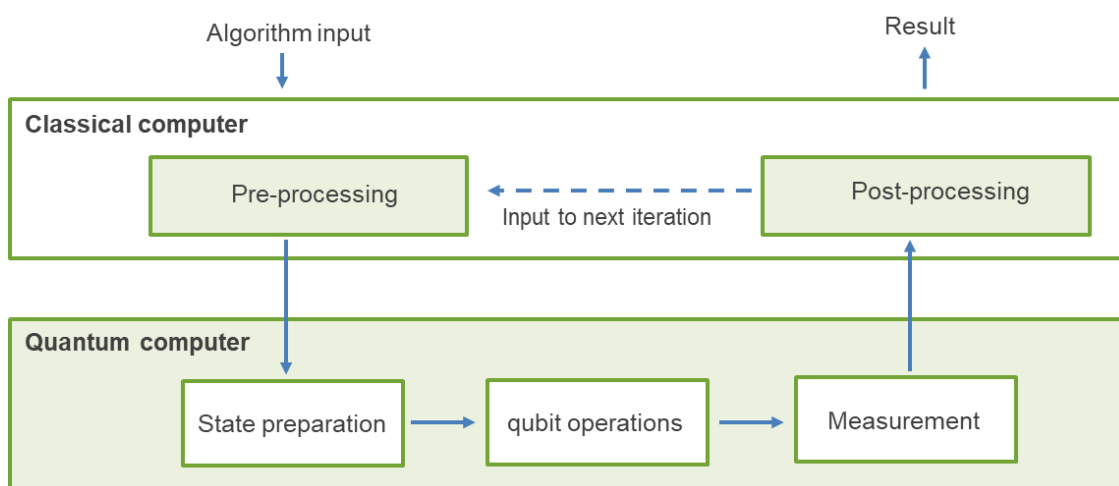 Algorithm input
Result
Classical computer
Pre-processing
Post-processing
Input to next iteration
Quantum computer
State preparation
qubit operations
Measurement